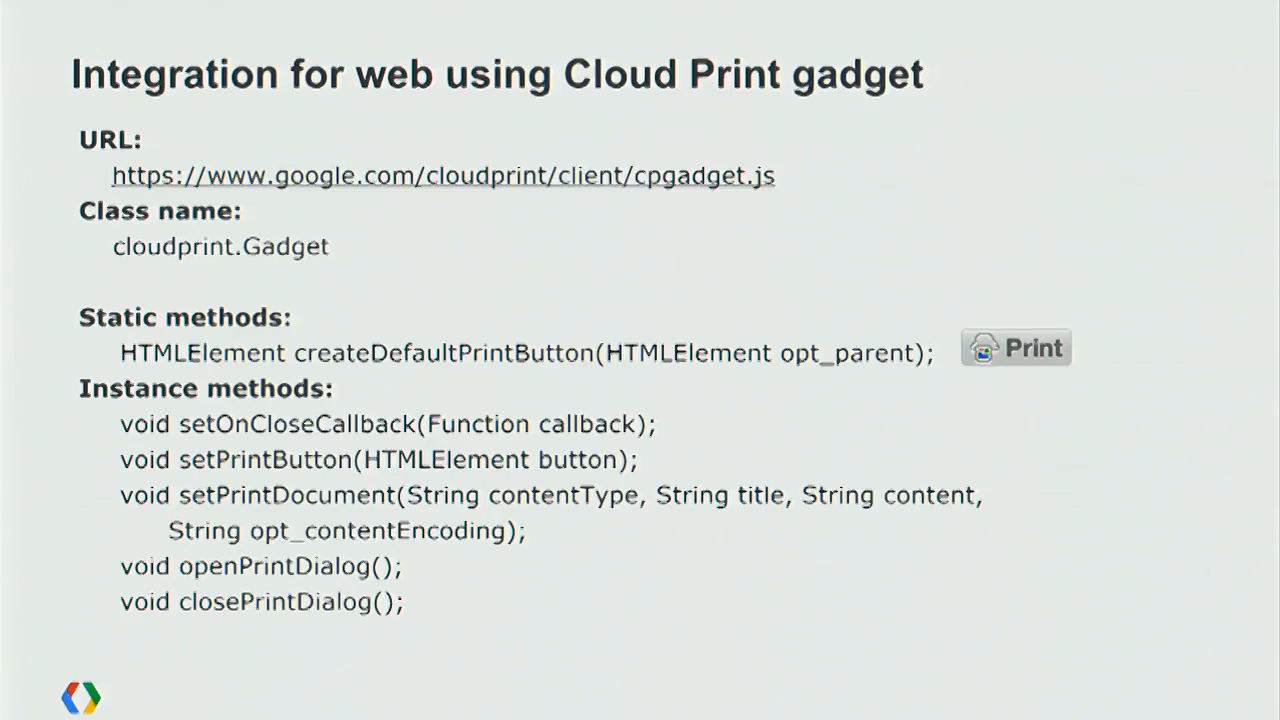 Integration for web using Cloud Print gadget
URL:
https://www.google.com/cloudprint/client/cpgadget.js
Class name:
cloudprint.Gadget
Static methods:
HTMLElement createDefaultPrintButton(HTMLElement opt_parent);
Print
Instance methods:
void setOnCloseCallback(Function callback);
void setPrintButton(HTMLElement button);
void setPrintDocument(String contentType, String title, String content,
String opt_contentEncoding);
void openPrintDialog();
void closePrintDialog();